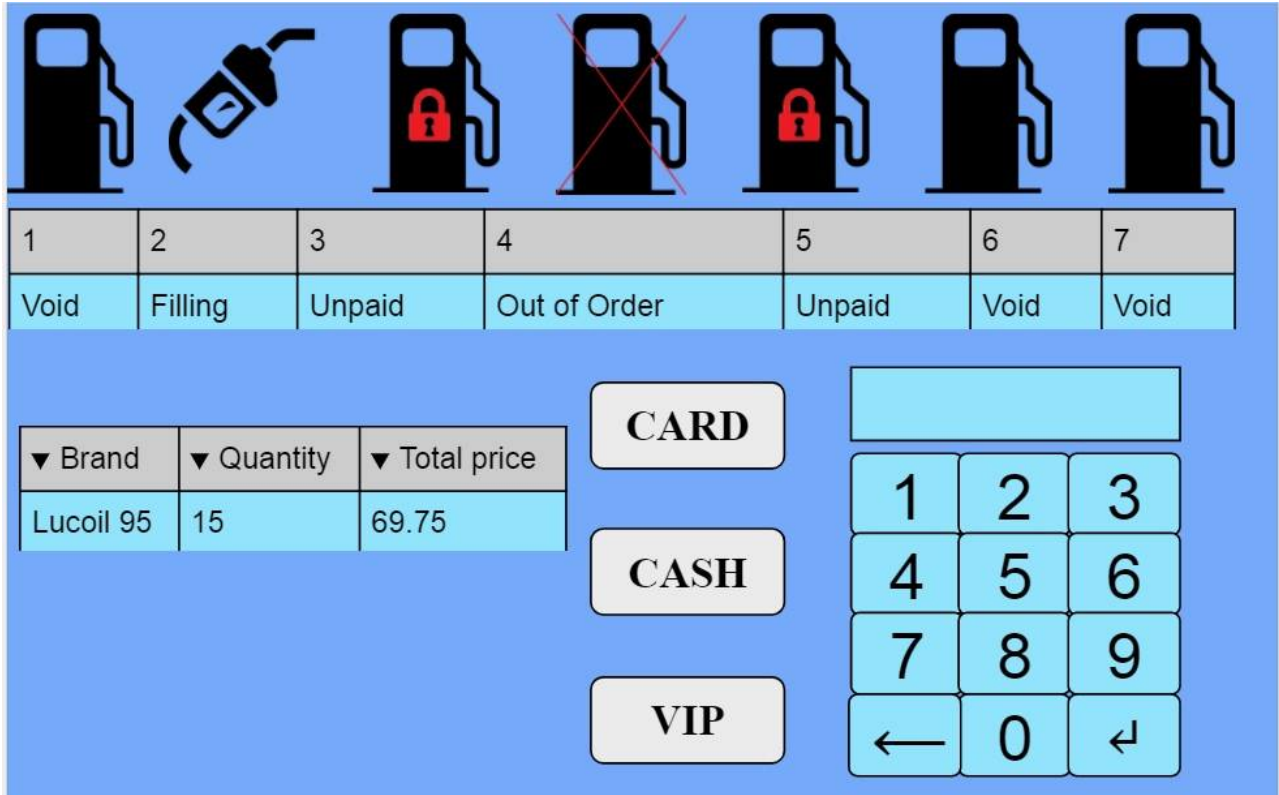 1 2 3 4 5 6 7
Void Filling Unpaid Out of Order Unpaid Void Void
▼ Brand ▼ Quantity ▼ Total price
Lucoil 95 15 69.75
CARD
CASH
VIP
1 2 3
4 5 6
7 8 9
← 0 ↵